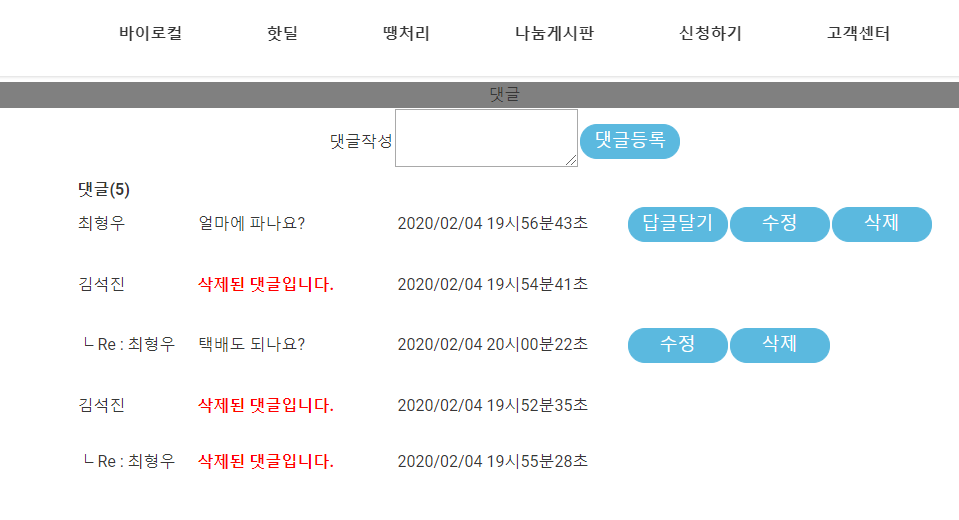 바이로컬 핫딜 땡처리 나눔게시판 신청하기 고객센터
댓글
댓글작성 댓글등록
댓글(5)
최형우 얼마에 파나요? 2020/02/04 19시56분43초 답글달기 수정 삭제
김석진 삭제된 댓글입니다. 2020/02/04 19시54분41초
ㄴRe : 최형우 택배도 되나요? 2020/02/04 20시00분22초 수정 삭제
김석진 삭제된 댓글입니다. 2020/02/04 19시52분35초
ㄴRe : 최형우 삭제된 댓글입니다. 2020/02/04 19시55분28초